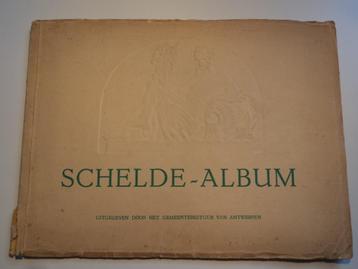 SCHELDE-ALBUM
UITGEGEVEN DOOR HET GEMEENTEBESTUUR VAN ANTWERPEN